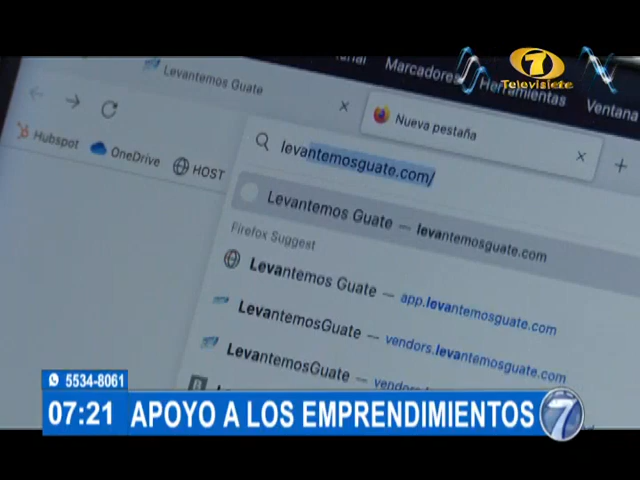 Marcadores
Herramientas
Ventana
7
Televisiete
Levantemos Guate
Nueva pestaña
Hubspot
OneDrive
HOST
levantemosguate.com/
Levantemos Guate — levantemosguate.com
Firefox Suggest
Levantemos Guate — app.levantemosguate.com
LevantemosGuate — vendors.levantemosguate.com
LevantemosGuate —
5534-8061
07:21 APOYO A LOS EMPRENDIMIENTOS 7